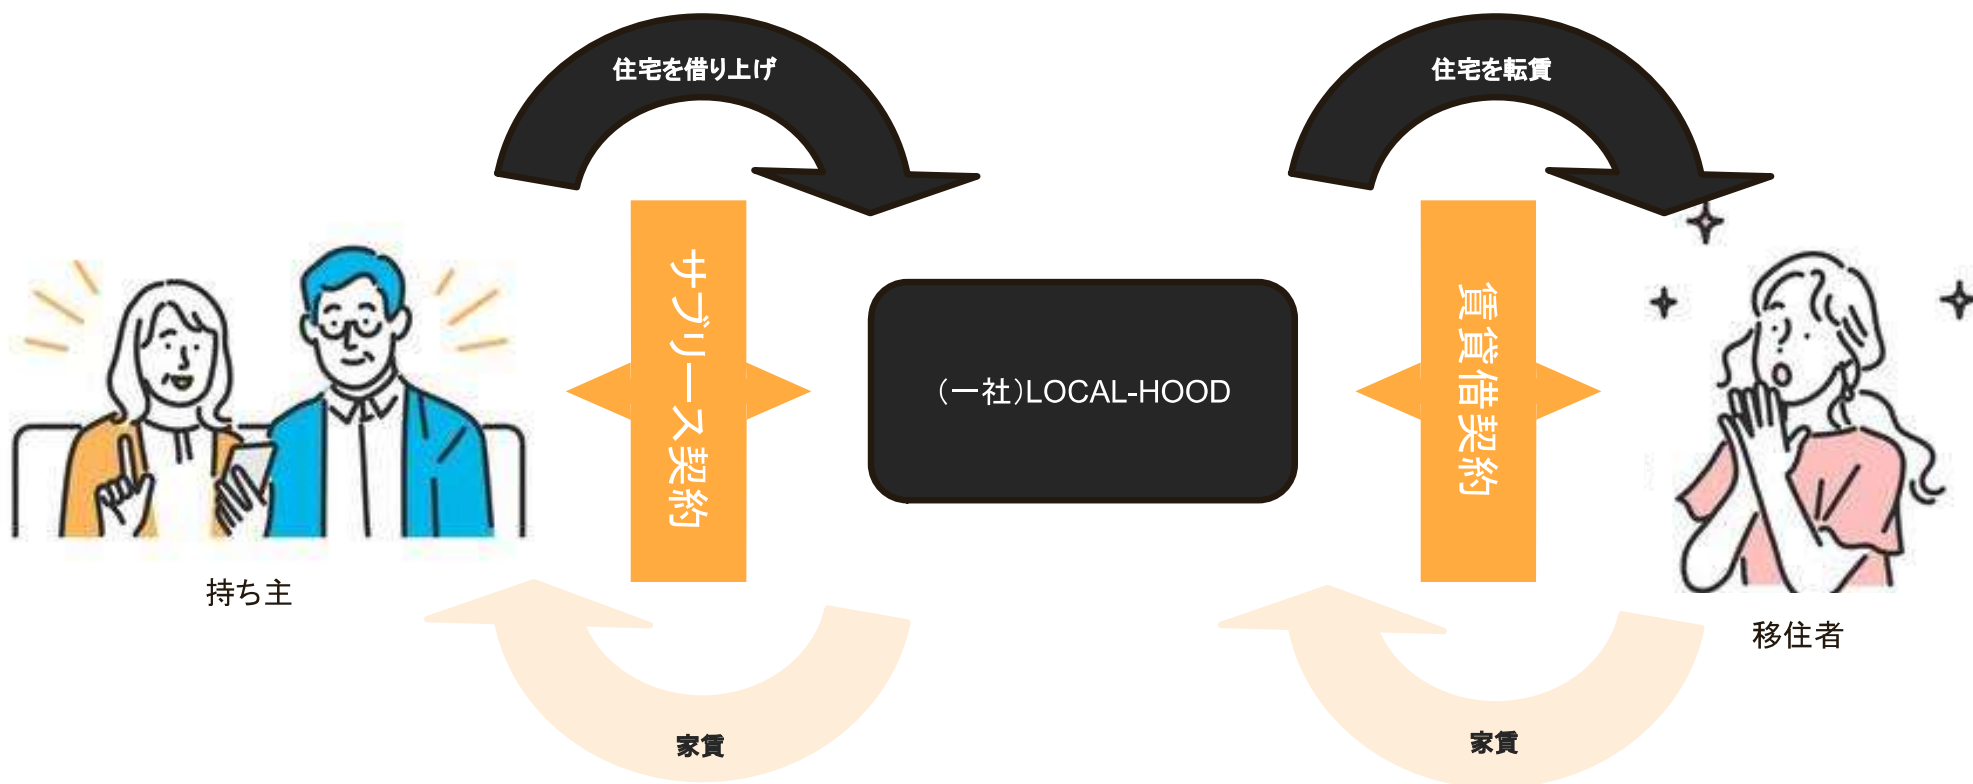 住宅を借り上げ
住宅を転賃
サブリース契約
(一社)LOCAL-HOOD
賃貸借契約
持ち主
移住者
家賃
家賃